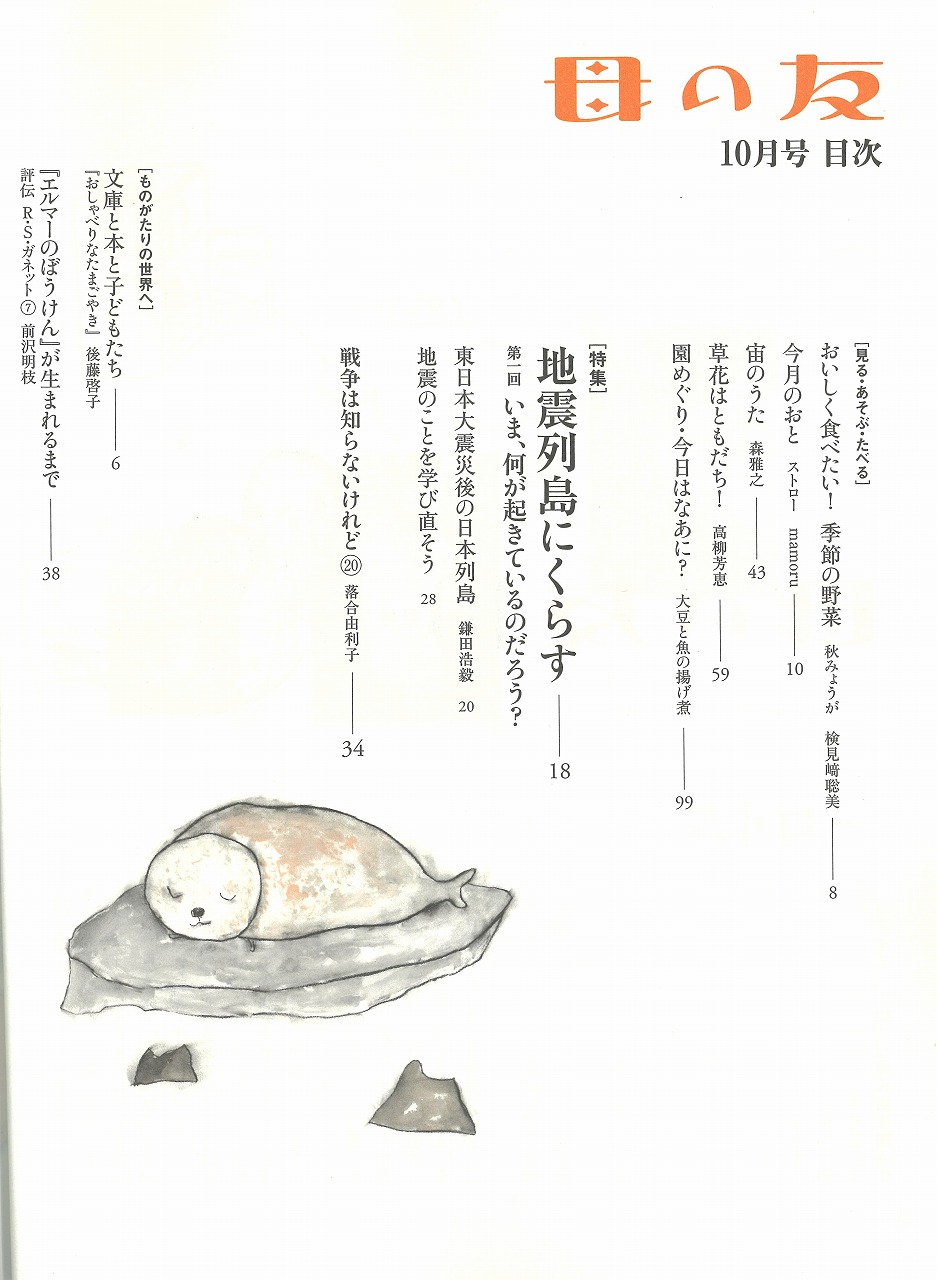 母の友
10月号 目次
[見る・あそぶ・たべる]
おいしく食べたい！ 季節の野菜 秋みょうが 検見﨑聡美 8
今月のおと ストロー mamoru 10
宙のうた 森雅之 43
草花はともだち！ 高柳芳恵 59
園めぐり・今日はなあに？ 大豆と魚の揚げ煮 99
[特集]
地震列島にくらす 18
第一回 いま、何が起きているのだろう？
東日本大震災後の日本列島 鎌田浩毅 20
地震のことを学び直そう 28
戦争は知らないけれど⑳ 落合由利子 34
[ものがたりの世界へ]
文庫と本と子どもたち 6
『おしゃべりなたまごやき』 後藤啓子
『エルマーのぼうけん』が生まれるまで 38
評伝 R・S・ガネット⑦ 前沢明枝